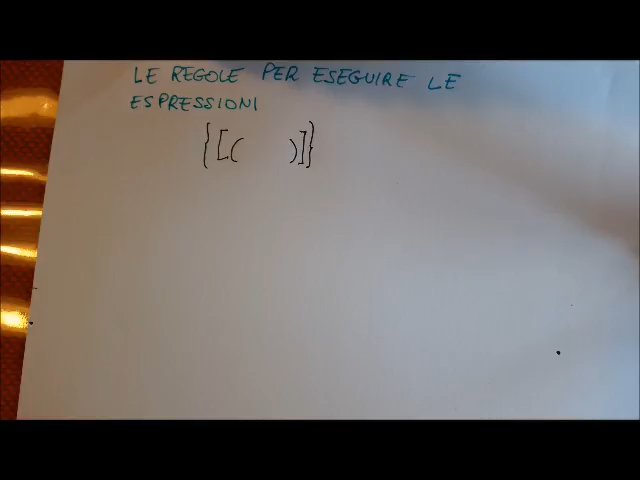 LE REGOLE PER ESEGUIRE LE
ESPRESSIONI
{[( )]}